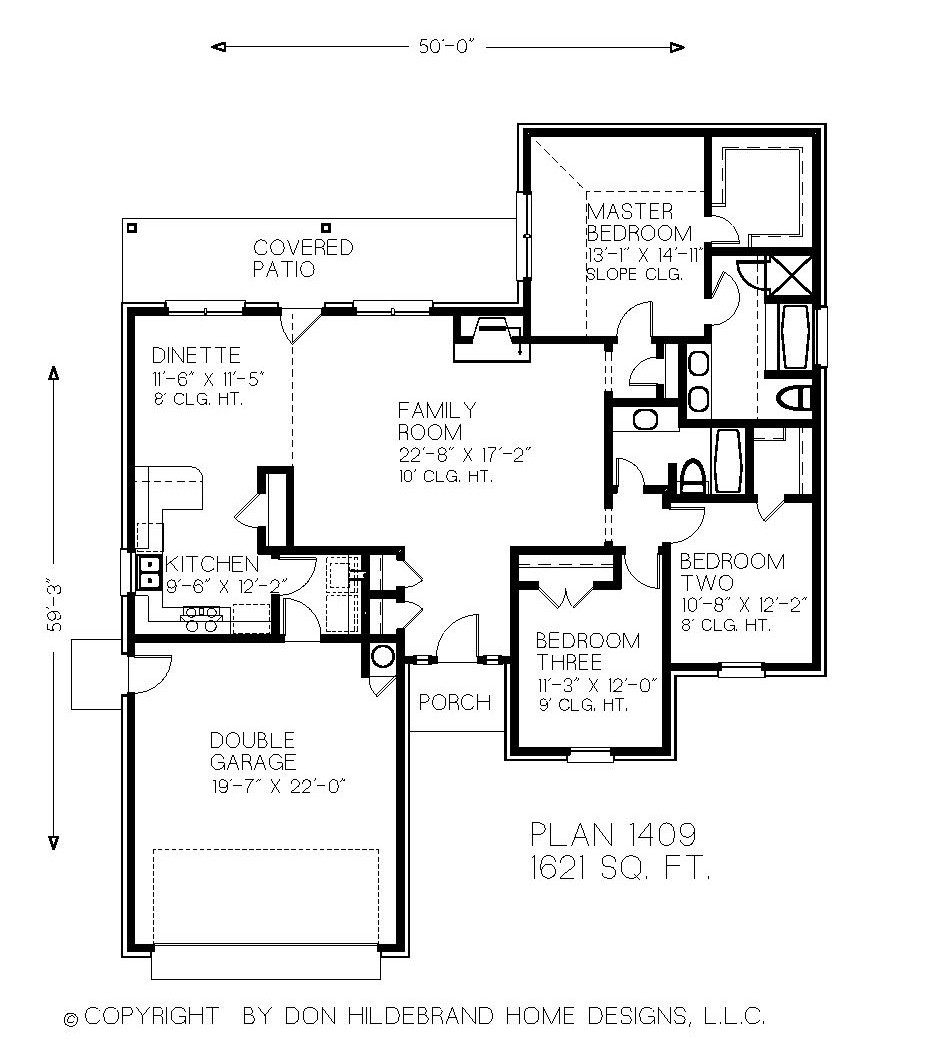 50'-0"
MASTER
BEDROOM
13'-1" X 14'-11"
SLOPE CLG.
COVERED
PATIO
DINETTE
11'-6" X 11'-5"
8' CLG. HT.
FAMILY
ROOM
22'-8" X 17'-2"
10' CLG. HT.
KITCHEN
9'-6" X 12'-2"
59'-3"
BEDROOM
TWO
10'-8" X 12'-2"
8' CLG. HT.
BEDROOM
THREE
11'-3" X 12'-0"
9' CLG. HT.
PORCH
DOUBLE
GARAGE
19'-7" X 22'-0"
PLAN 1409
1621 SQ. FT.
© COPYRIGHT BY DON HILDEBRAND HOME DESIGNS, L.L.C.